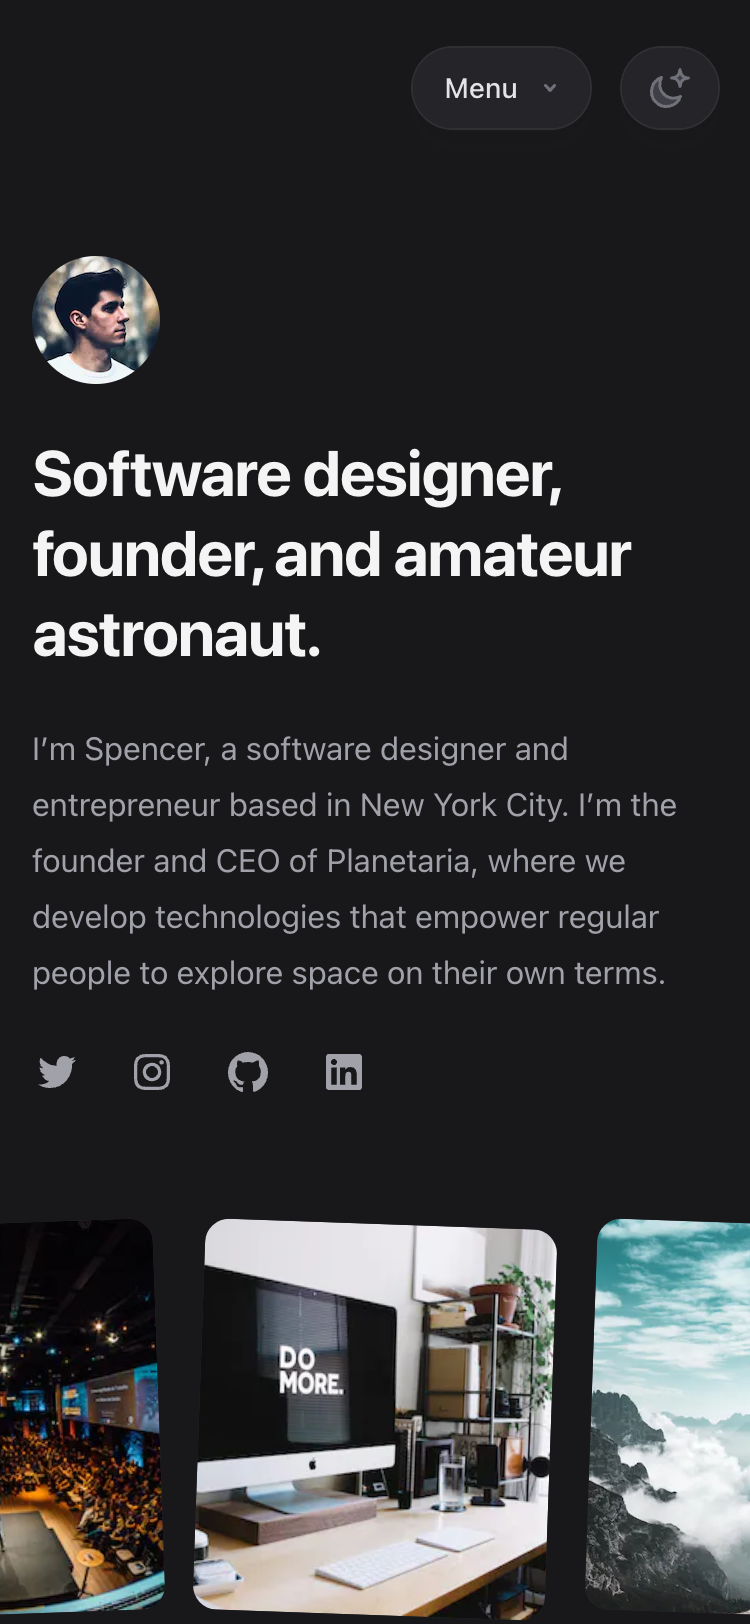 Menu
Software designer,
founder, and amateur
astronaut.
I’m Spencer, a software designer and
entrepreneur based in New York City. I’m the
founder and CEO of Planetaria, where we
develop technologies that empower regular
people to explore space on their own terms.
in
DO
MORE.